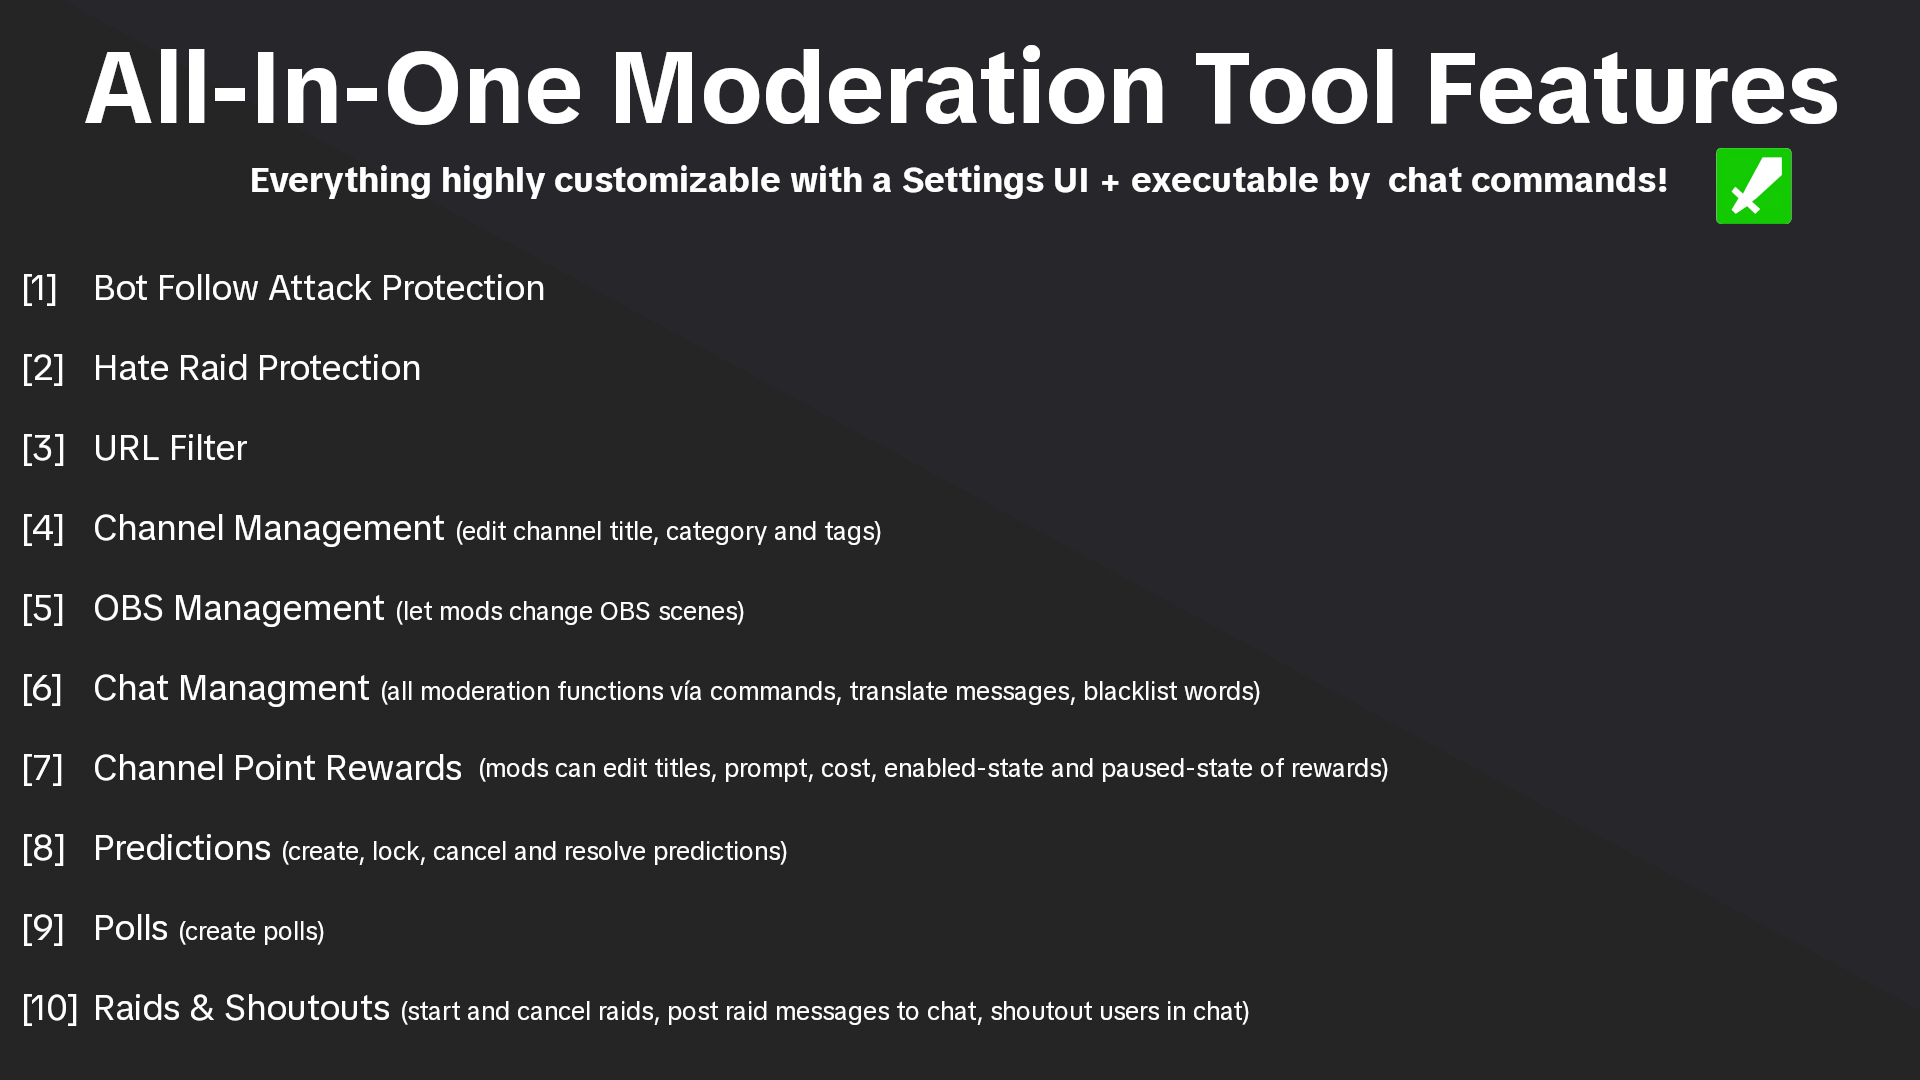 All-In-One Moderation Tool Features
Everything highly customizable with a Settings UI + executable by  chat commands!
[1] Bot Follow Attack Protection
[2] Hate Raid Protection
[3] URL Filter
[4] Channel Management (edit channel title, category and tags)
[5] OBS Management (let mods change OBS scenes)
[6] Chat Managment (all moderation functions vía commands, translate messages, blacklist words)
[7] Channel Point Rewards (mods can edit titles, prompt, cost, enabled-state and paused-state of rewards)
[8] Predictions (create, lock, cancel and resolve predictions)
[9] Polls (create polls)
[10] Raids & Shoutouts (start and cancel raids, post raid messages to chat, shoutout users in chat)